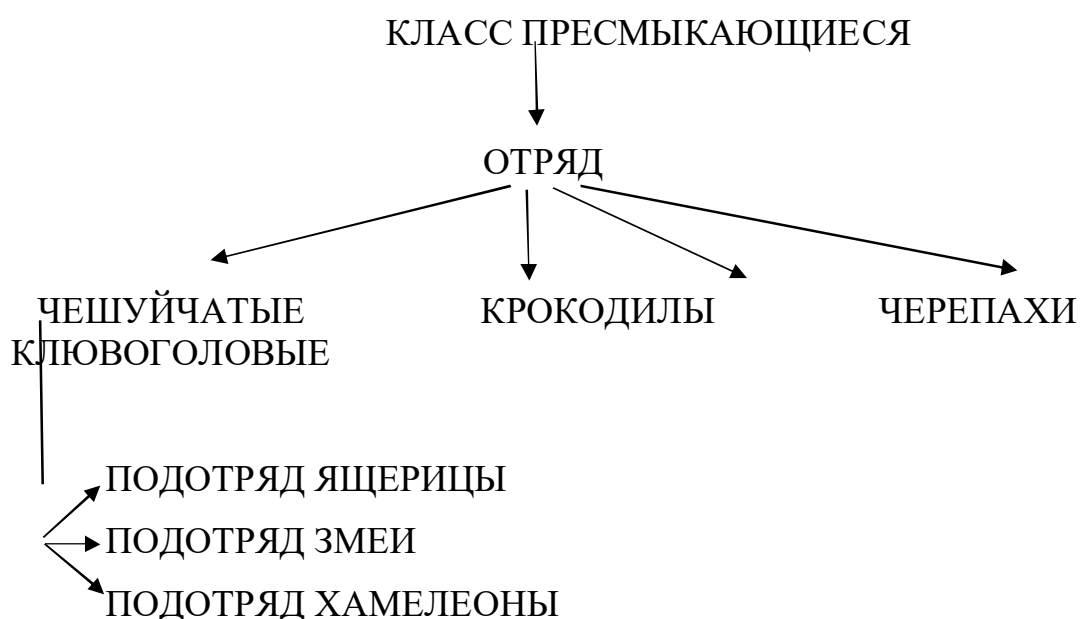 КЛАСС ПРЕСМЫКАЮЩИЕСЯ
ОТРЯД
ЧЕШУЙЧАТЫЕ КРОКОДИЛЫ ЧЕРЕПАХИ
КЛЮВОГОЛОВЫЕ
ПОДОТРЯД ЯЩЕРИЦЫ
ПОДОТРЯД ЗМЕИ
ПОДОТРЯД ХАМЕЛЕОНЫ